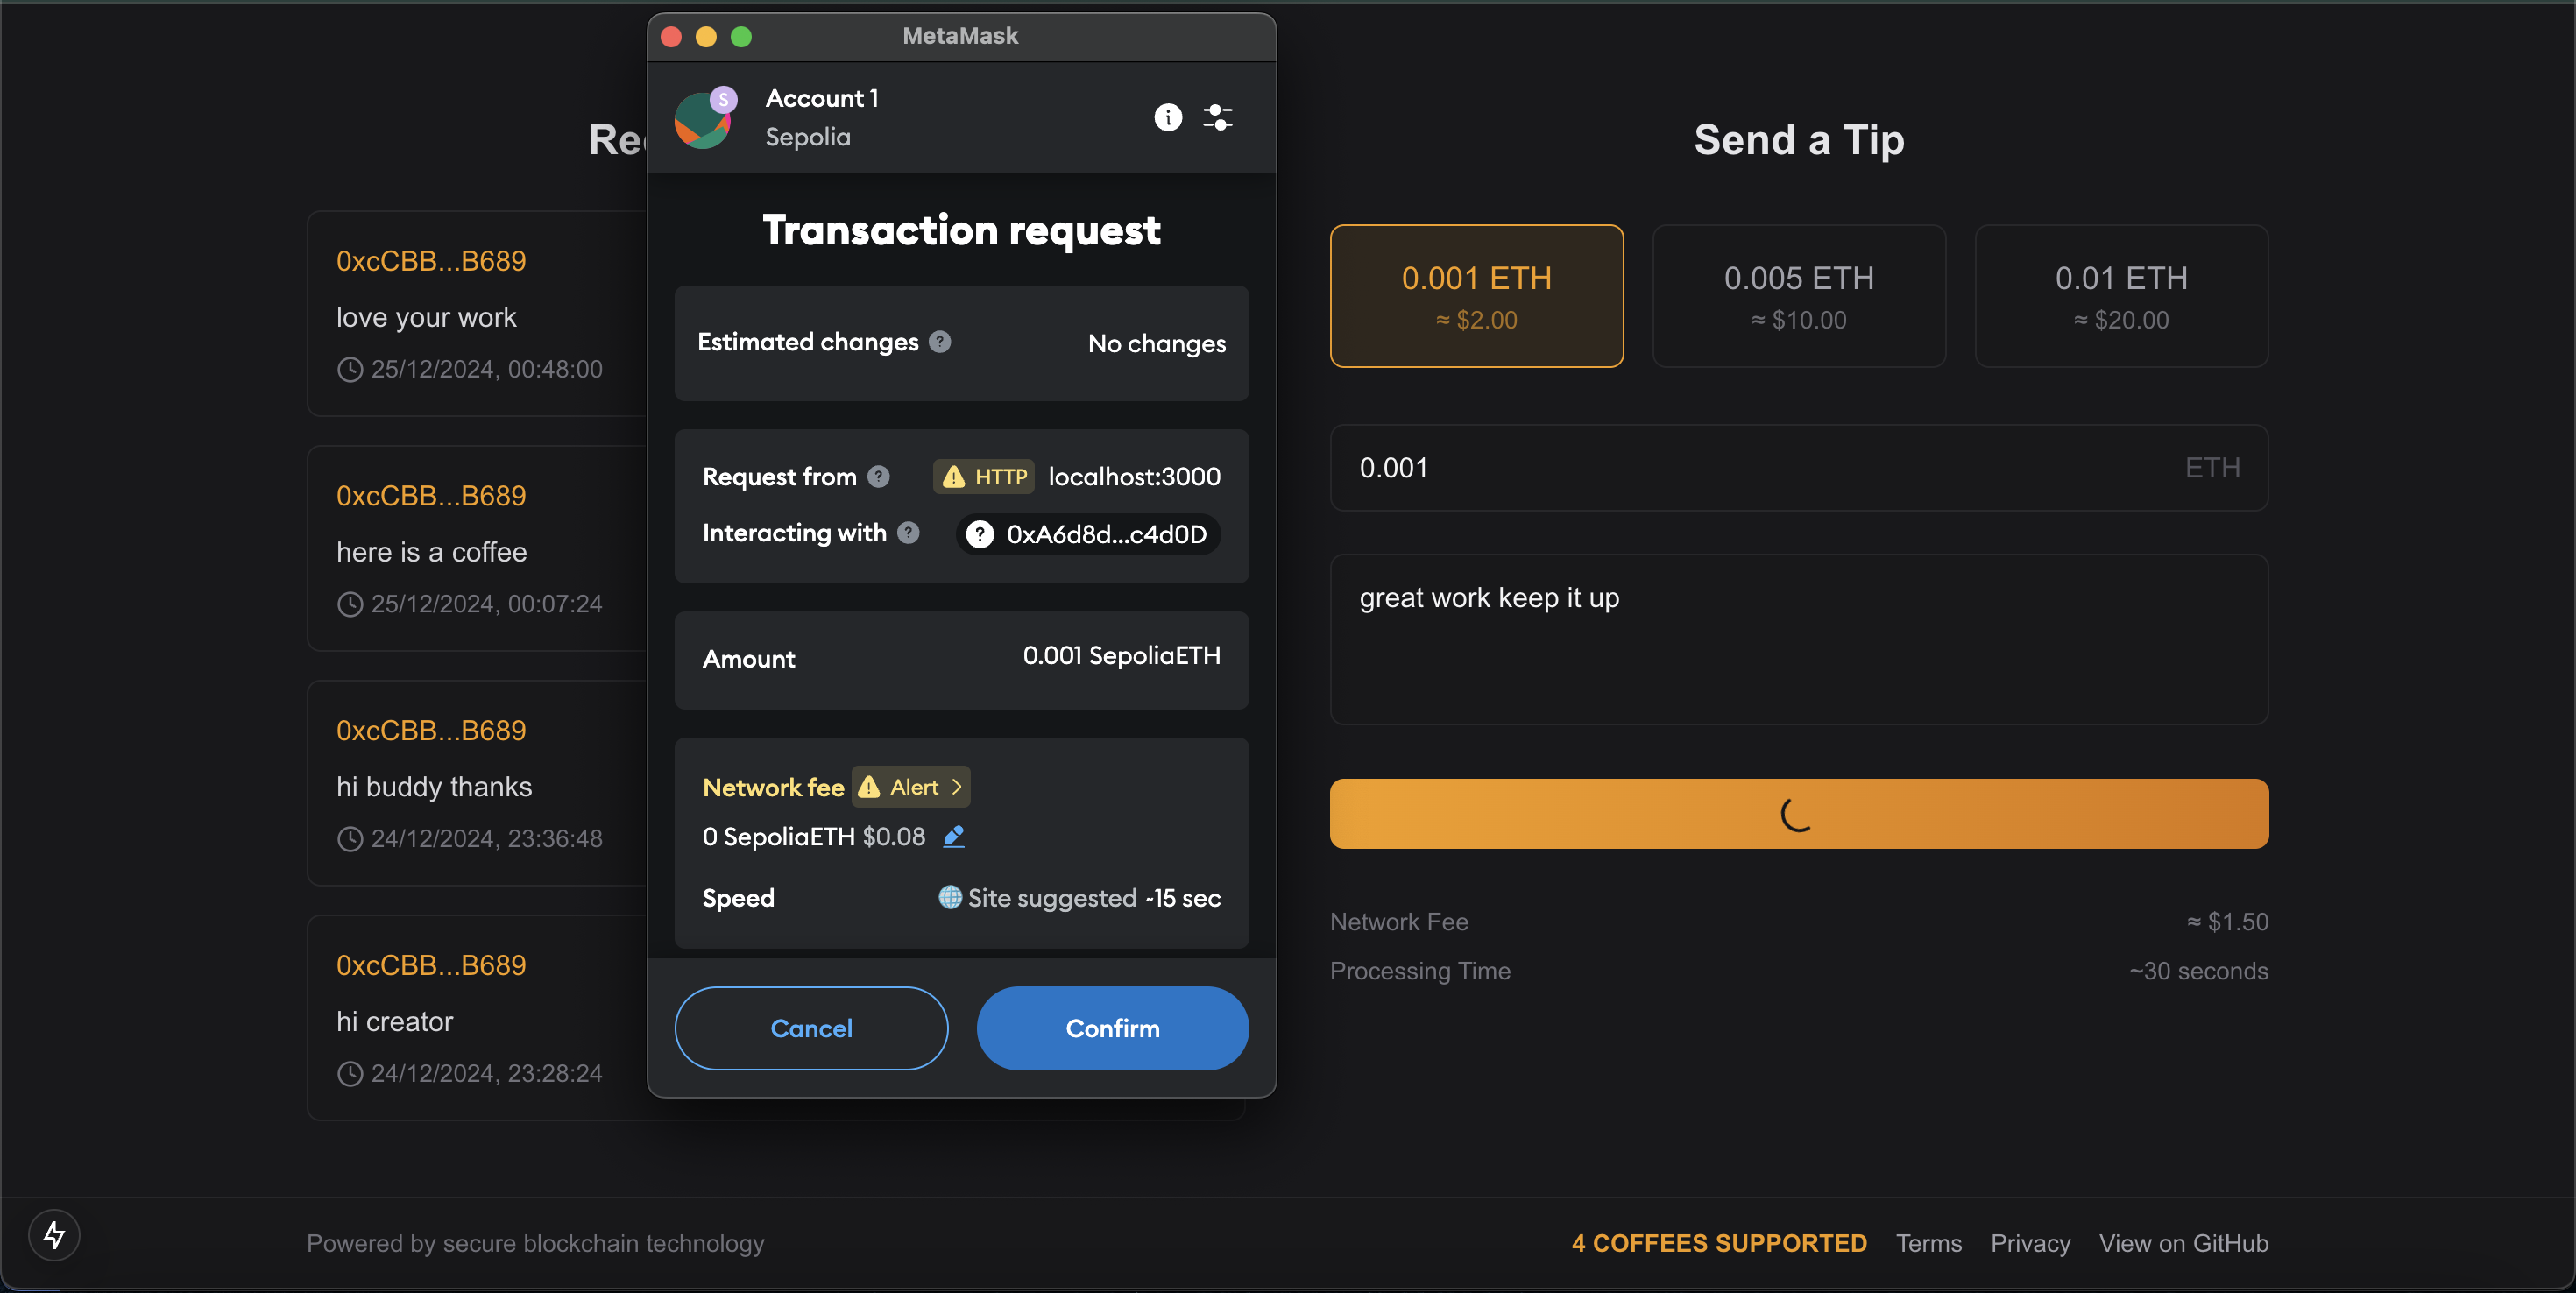 MetaMask
S
Account 1
Sepolia
Transaction request
Estimated changes ? No changes
Request from ? HTTP localhost:3000
Interacting with ? ? 0xA6d8d...c4d0D
Amount 0.001 SepoliaETH
Network fee Alert >
0 SepoliaETH $0.08
Speed Site suggested ~15 sec
Cancel Confirm
0xcCBB...B689
love your work
25/12/2024, 00:48:00
0xcCBB...B689
here is a coffee
25/12/2024, 00:07:24
0xcCBB...B689
hi buddy thanks
24/12/2024, 23:36:48
0xcCBB...B689
hi creator
24/12/2024, 23:28:24
Send a Tip
0.001 ETH
≈ $2.00
0.005 ETH
≈ $10.00
0.01 ETH
≈ $20.00
0.001 ETH
great work keep it up
Network Fee ≈ $1.50
Processing Time ~30 seconds
Powered by secure blockchain technology
4 COFFEES SUPPORTED Terms Privacy View on GitHub